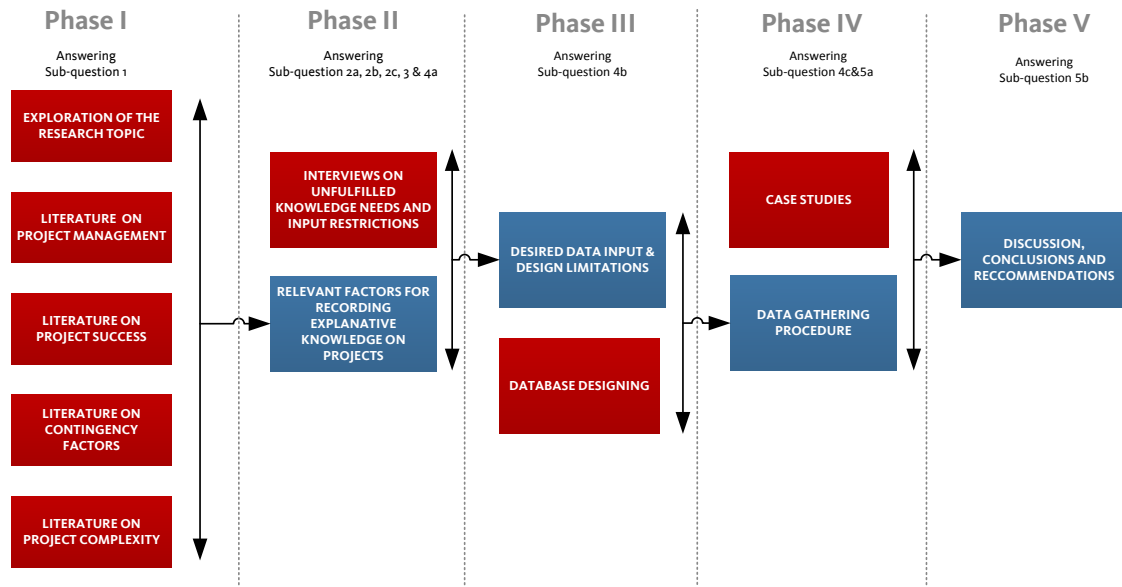 Phase I
Answering
Sub-question 1
EXPLORATION OF THE
RESEARCH TOPIC
LITERATURE ON
PROJECT MANAGEMENT
LITERATURE ON
PROJECT SUCCESS
LITERATURE ON
CONTINGENCY
FACTORS
LITERATURE ON
PROJECT COMPLEXITY
Phase II
Answering
Sub-question 2a, 2b, 2c, 3 & 4a
INTERVIEWS ON
UNFULFILLED
KNOWLEDGE NEEDS AND
INPUT RESTRICTIONS
RELEVANT FACTORS FOR
RECORDING
EXPLANATIVE
KNOWLEDGE ON
PROJECTS
Phase III
Answering
Sub-question 4b
DESIRED DATA INPUT &
DESIGN LIMITATIONS
DATABASE DESIGNING
Phase IV
Answering
Sub-question 4c&5a
CASE STUDIES
DATA GATHERING
PROCEDURE
Phase V
Answering
Sub-question 5b
DISCUSSION,
CONCLUSIONS AND
RECCOMMENDATIONS